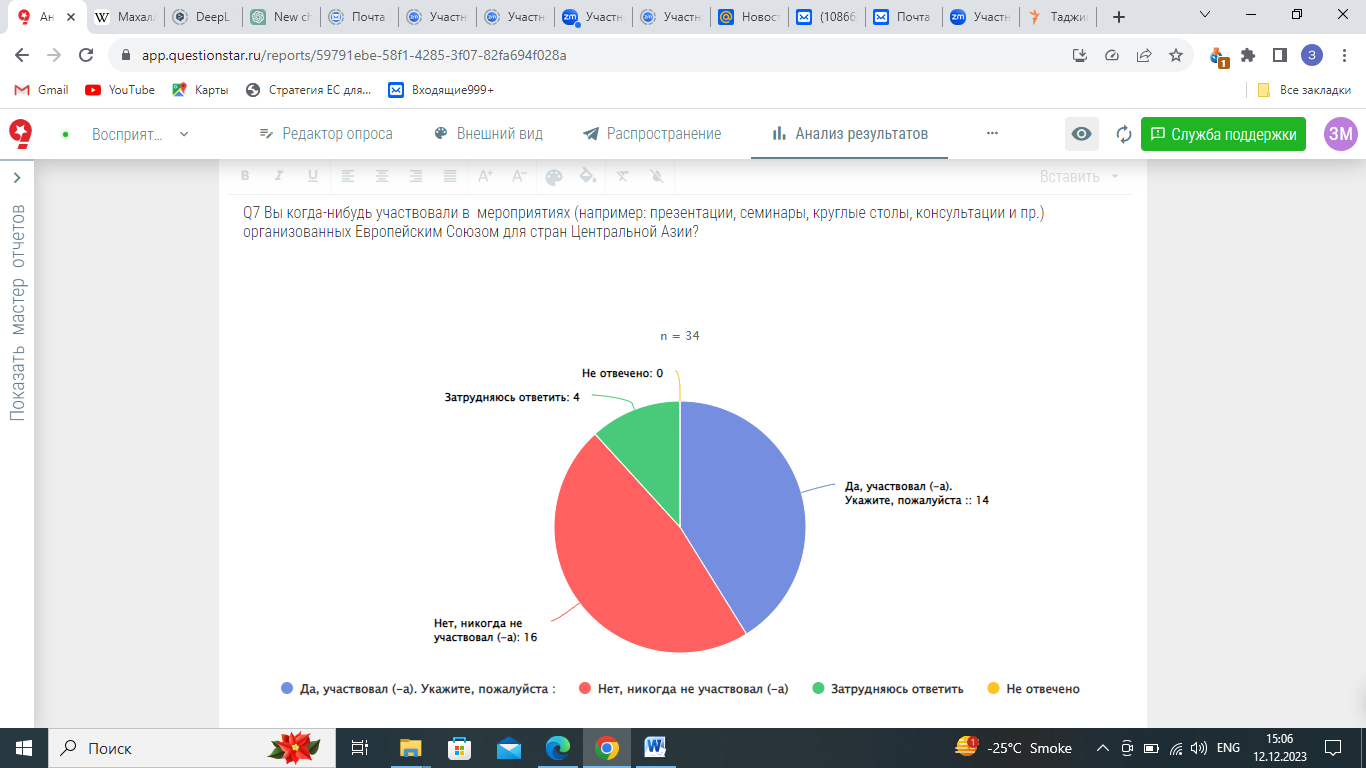 Ан
Махал
DeepL
New ch
Почта
Участн
Участн
Участн
Участн
Новост
(1086б
Почта
Участн
Таджи
app.questionstar.ru/reports/59791ebe-58f1-4285-3f07-82fa694f028a
1
З
Gmail
YouTube
Карты
Стратегия ЕС для...
Входящие999+
Все закладки
Восприят...
Редактор опроса
Внешний вид
Распространение
Анализ результатов
Служба поддержки
ЗМ
Показать мастер отчетов
B I U A+ A-
Вставить
Q7 Вы когда-нибудь участвовали в мероприятиях (например: презентации, семинары, круглые столы, консультации и пр.)
организованных Европейским Союзом для стран Центральной Азии?
n = 34
Не отвечено: 0
Затрудняюсь ответить: 4
Да, участвовал (-а).
Укажите, пожалуйста :: 14
Нет, никогда не
участвовал (-а): 16
Да, участвовал (-а). Укажите, пожалуйста :
Нет, никогда не участвовал (-а)
Затрудняюсь ответить
Не отвечено
Поиск
1
-25°C Smoke
ENG
15:06
12.12.2023